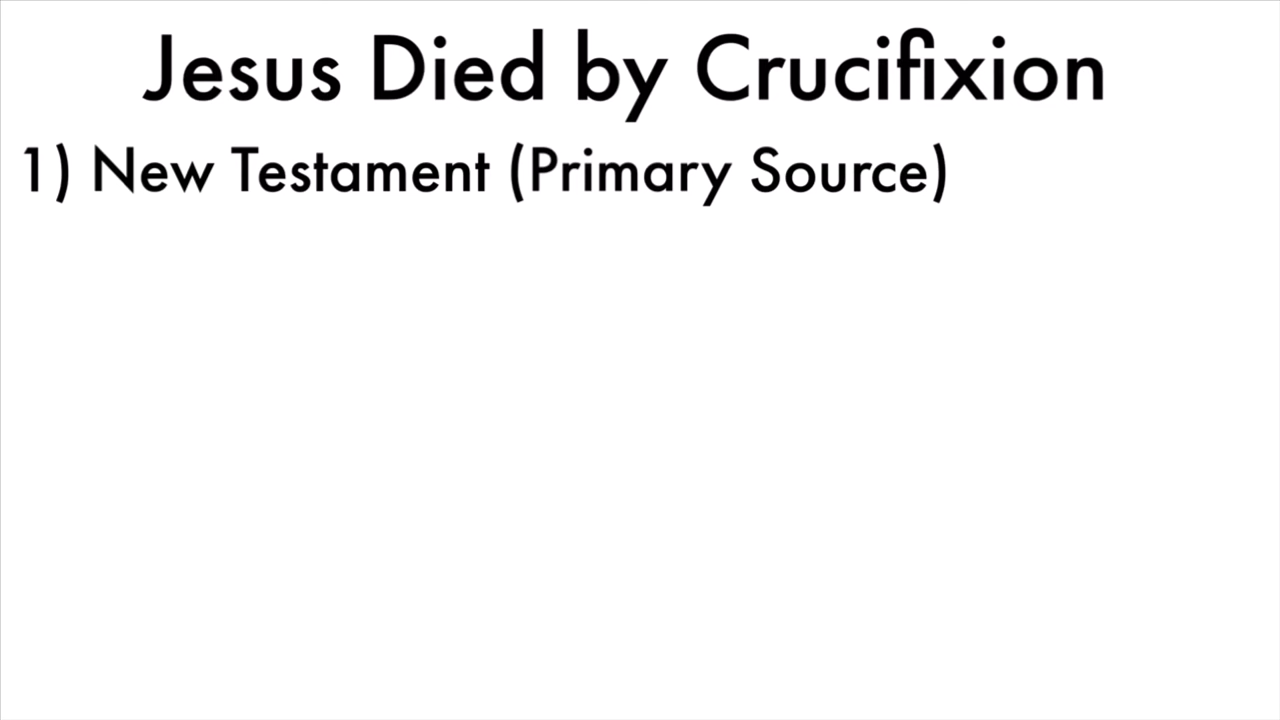 Jesus Died by Crucifixion
1) New Testament (Primary Source)